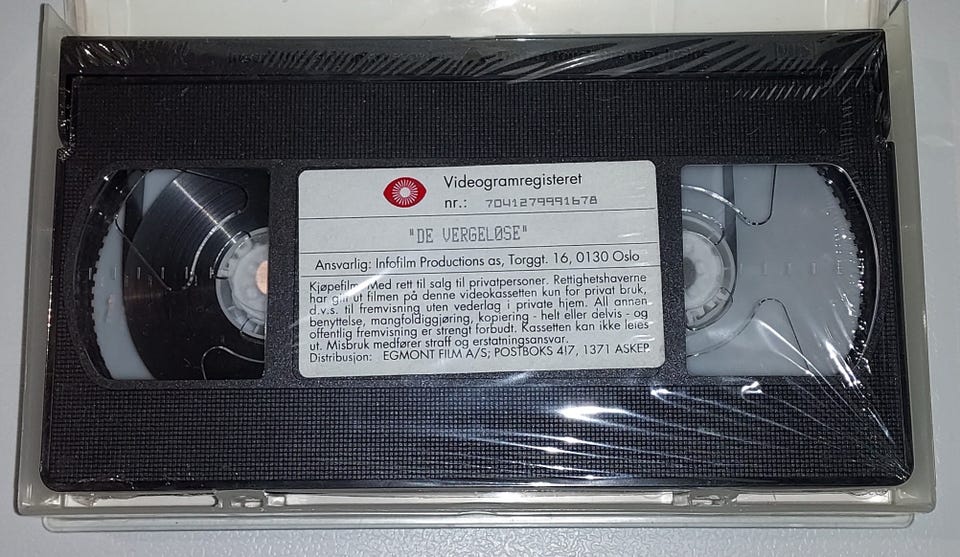 Videogramregisteret
nr.: 7041279991678
"DE VERGELØSE"
Ansvarlig: Infofilm Productions as, Torggt. 16, 0130 Oslo
Kjøpefilm. Med rett til salg til privatpersoner. Rettighetshaverne
har gitt ut filmen på denne videokassetten kun for privat bruk,
d.v.s. til fremvisning uten vederlag i private hjem. All annen
benyttelse, mangfoldiggjøring, kopiering - helt eller delvis - og
offentlig fremvisning er strengt forbudt. Kassetten kan ikke leies
ut. Misbruk medfører straff og erstatningsansvar.
Distribusjon: EGMONT FILM A/S; POSTBOKS 417, 1371 ASKER